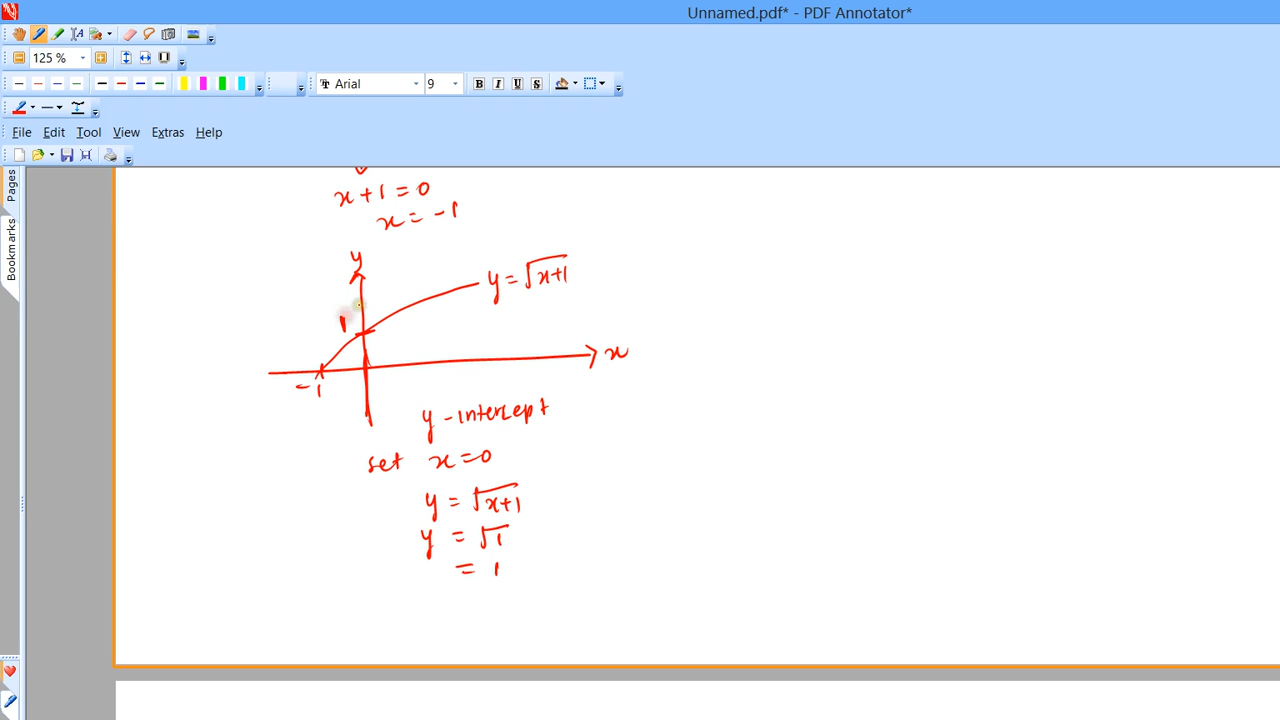 Unnamed.pdf* - PDF Annotator*
125 %
Arial 9 B I U S
File Edit Tool View Extras Help
Pages
Bookmarks
x+1=0
x=-1
y
y=√x+1
1
x
-1
y-intercept
set x=0
y=√x+1
y=√1
=1